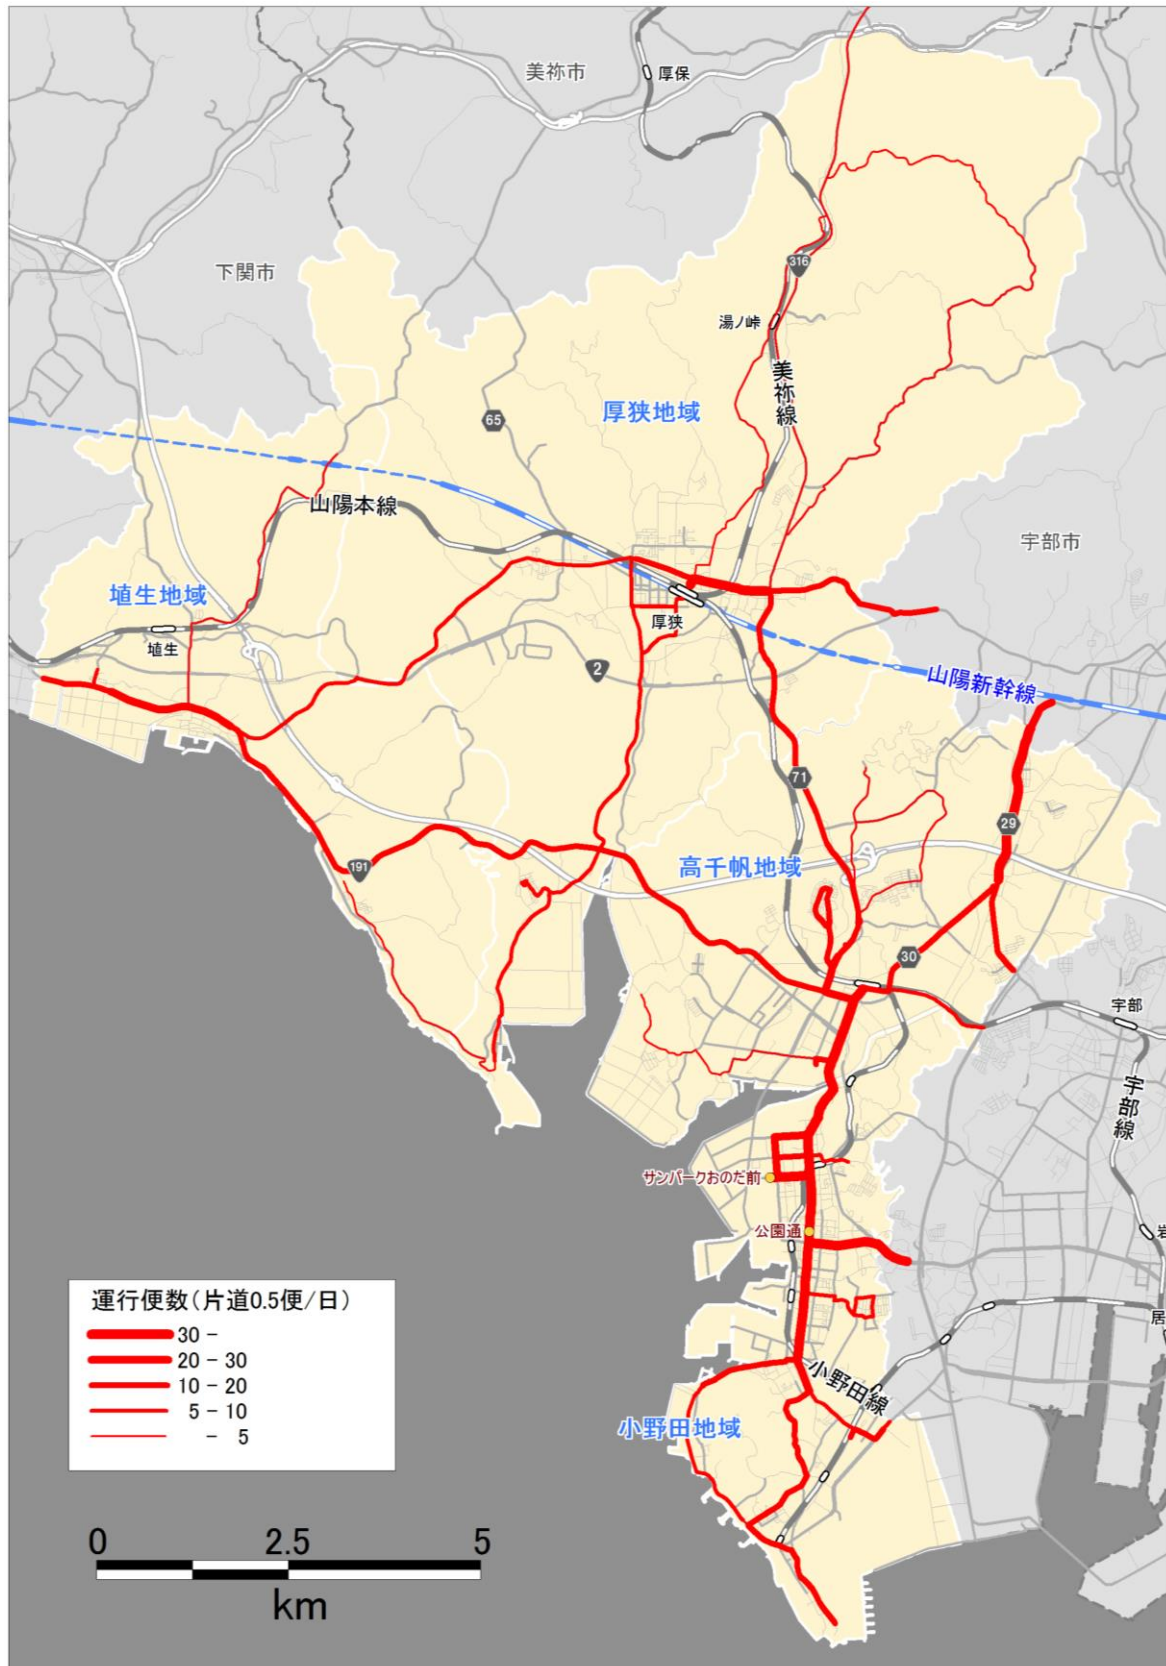 美祢市
厚保
下関市
316
湯ノ峠
美祢線
厚狭地域
65
山陽本線
宇部市
埴生地域
埴生
厚狭
2
山陽新幹線
71
29
191
高千帆地域
30
宇部
宇部線
サンパークおのだ前
公園通
岩
居
運行便数(片道0.5便/日)
30 -
20 - 30
10 - 20
5 - 10
- 5
小野田線
小野田地域
0 2.5 5
km